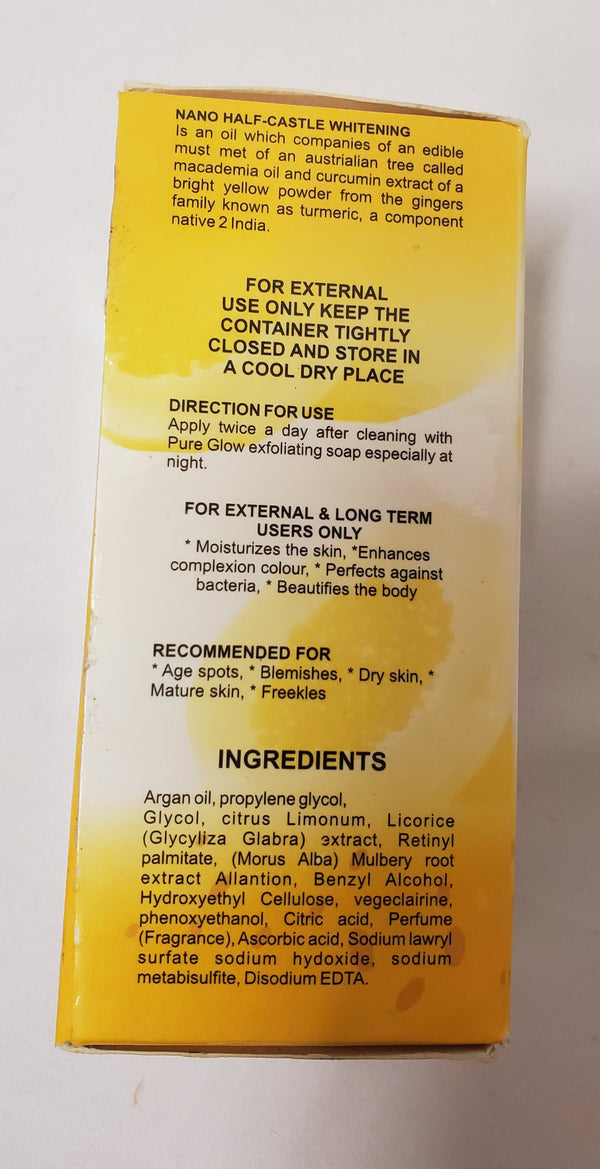 NANO HALF-CASTLE WHITENING
Is an oil which companies of an edible
must met of an austrialian tree called
macademia oil and curcumin extract of a
bright yellow powder from the gingers
family known as turmeric, a component
native 2 India.
FOR EXTERNAL
USE ONLY KEEP THE
CONTAINER TIGHTLY
CLOSED AND STORE IN
A COOL DRY PLACE
DIRECTION FOR USE
Apply twice a day after cleaning with
Pure Glow exfoliating soap especially at
night.
FOR EXTERNAL & LONG TERM
USERS ONLY
* Moisturizes the skin, *Enhances
complexion colour, * Perfects against
bacteria, * Beautifies the body
RECOMMENDED FOR
* Age spots, * Blemishes, * Dry skin, *
Mature skin, * Freekles
INGREDIENTS
Argan oil, propylene glycol,
Glycol, citrus Limonum, Licorice
(Glycyliza Glabra) extract, Retinyl
palmitate, (Morus Alba) Mulbery root
extract Allantion, Benzyl Alcohol,
Hydroxyethyl Cellulose, vegeclairine,
phenoxyethanol, Citric acid, Perfume
(Fragrance), Ascorbic acid, Sodium lawryl
surfate sodium hydoxide, sodium
metabisulfite, Disodium EDTA.